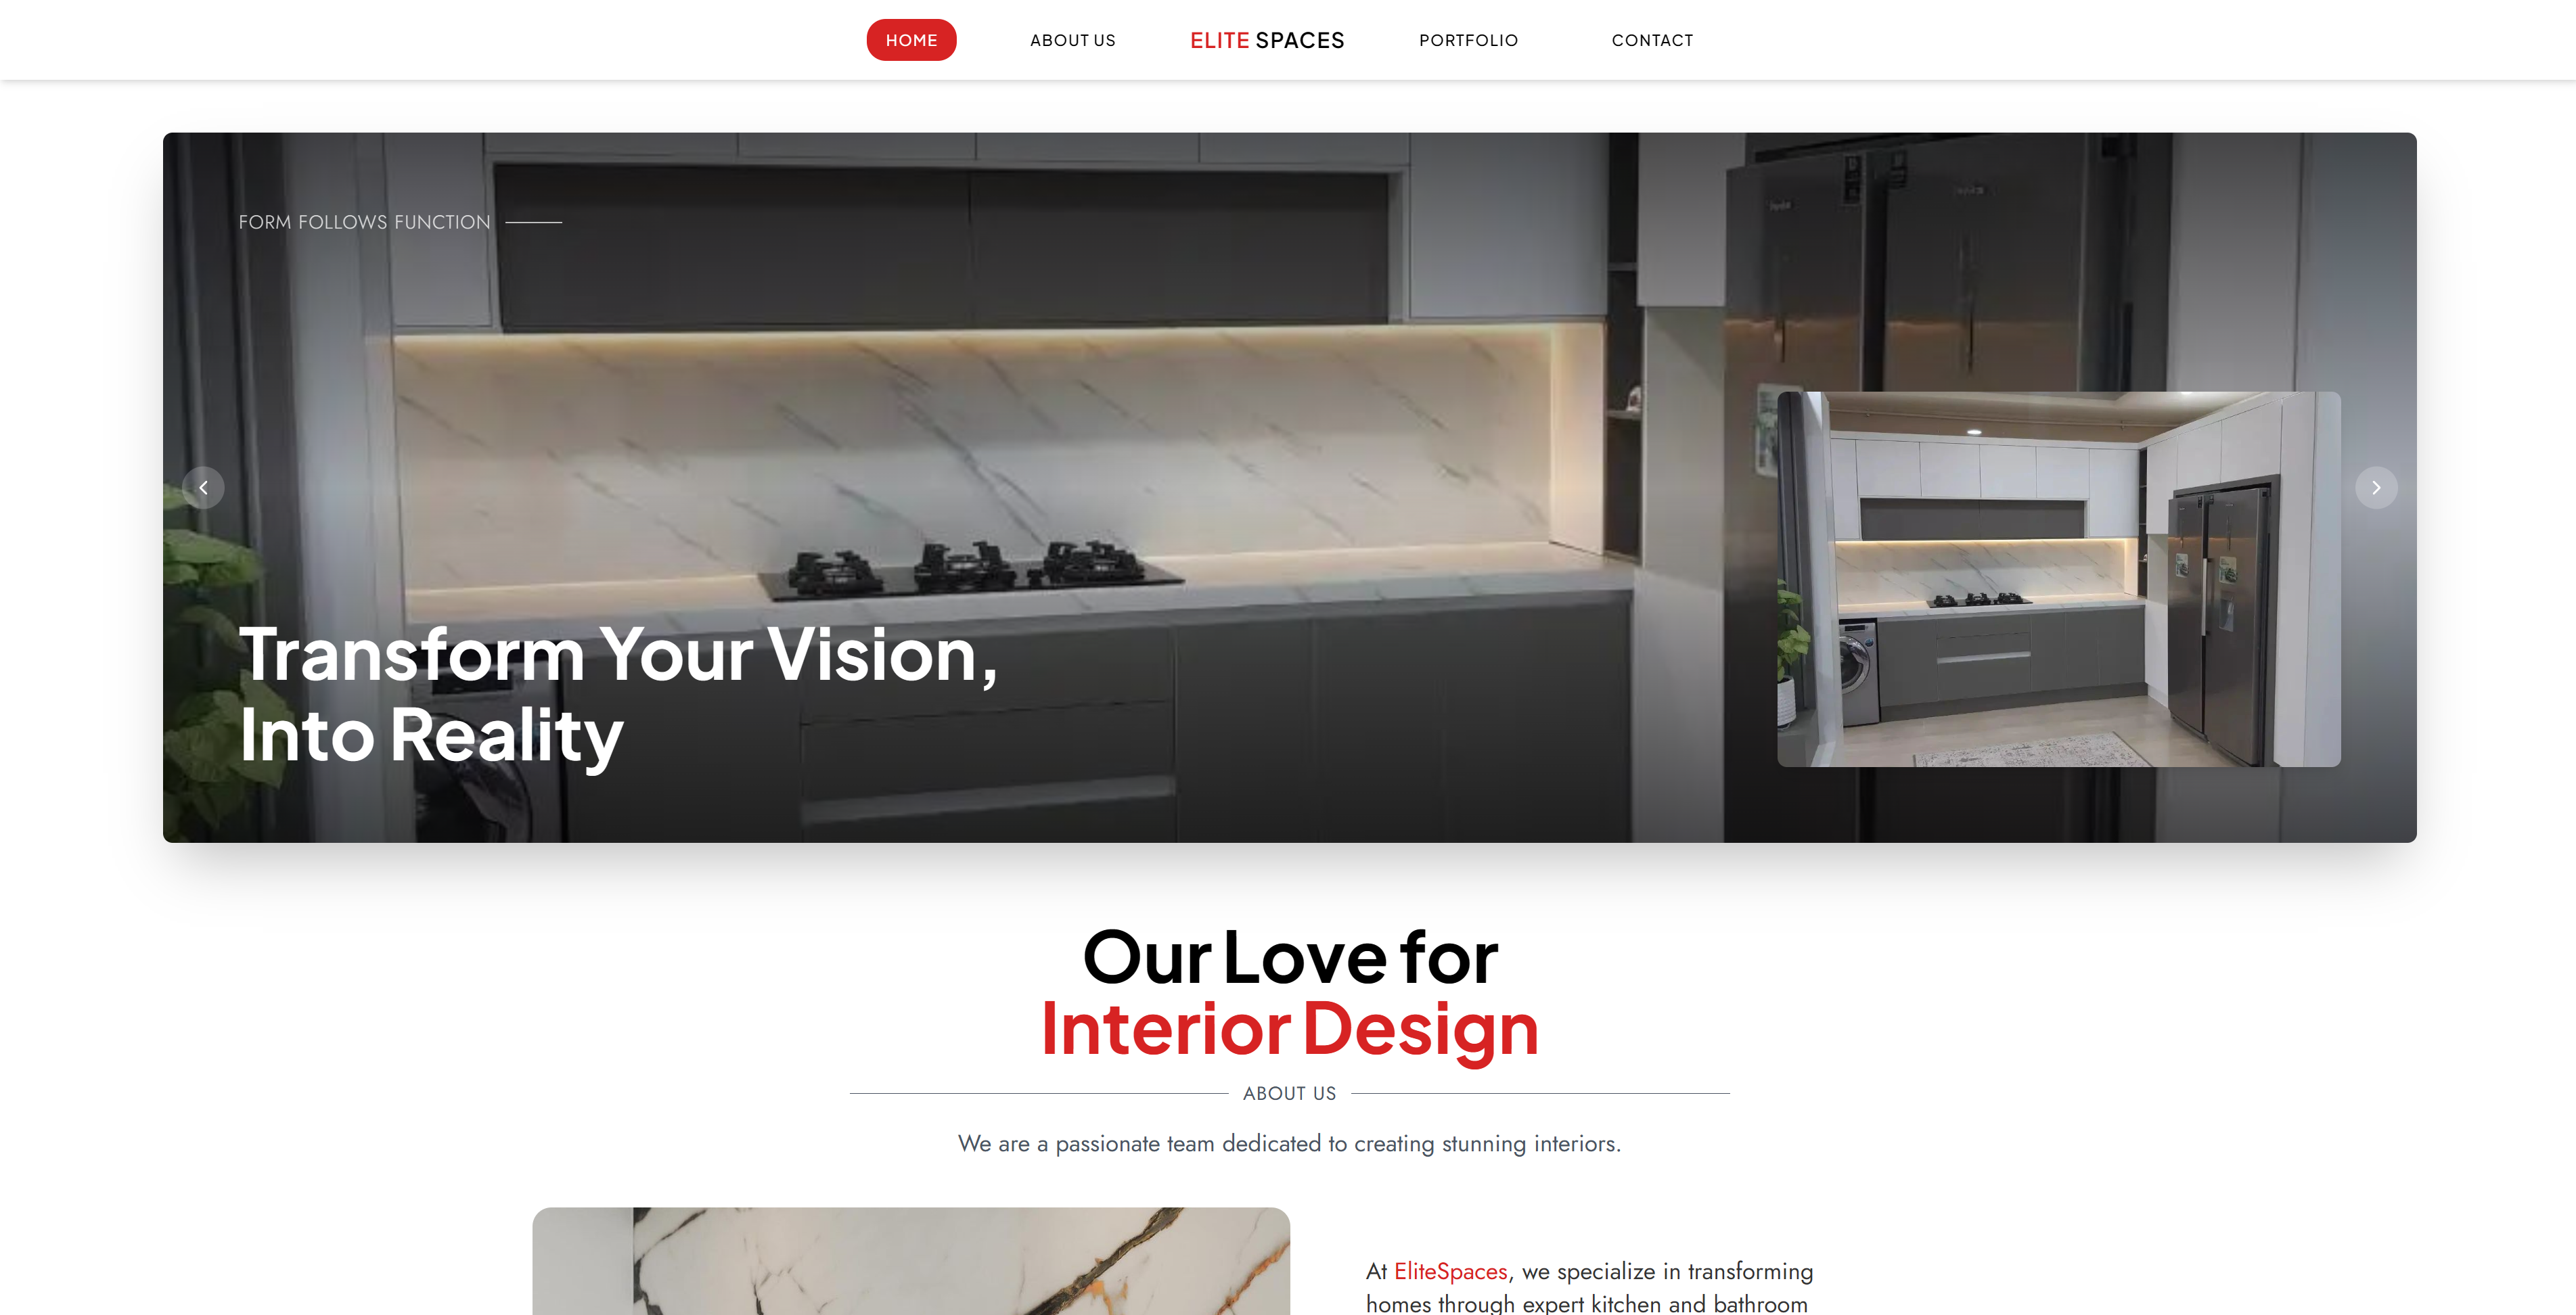 HOME ABOUT US ELITE SPACES PORTFOLIO CONTACT
FORM FOLLOWS FUNCTION
Transform Your Vision,
Into Reality
Our Love for
Interior Design
ABOUT US
We are a passionate team dedicated to creating stunning interiors.
At EliteSpaces, we specialize in transforming
homes through expert kitchen and bathroom